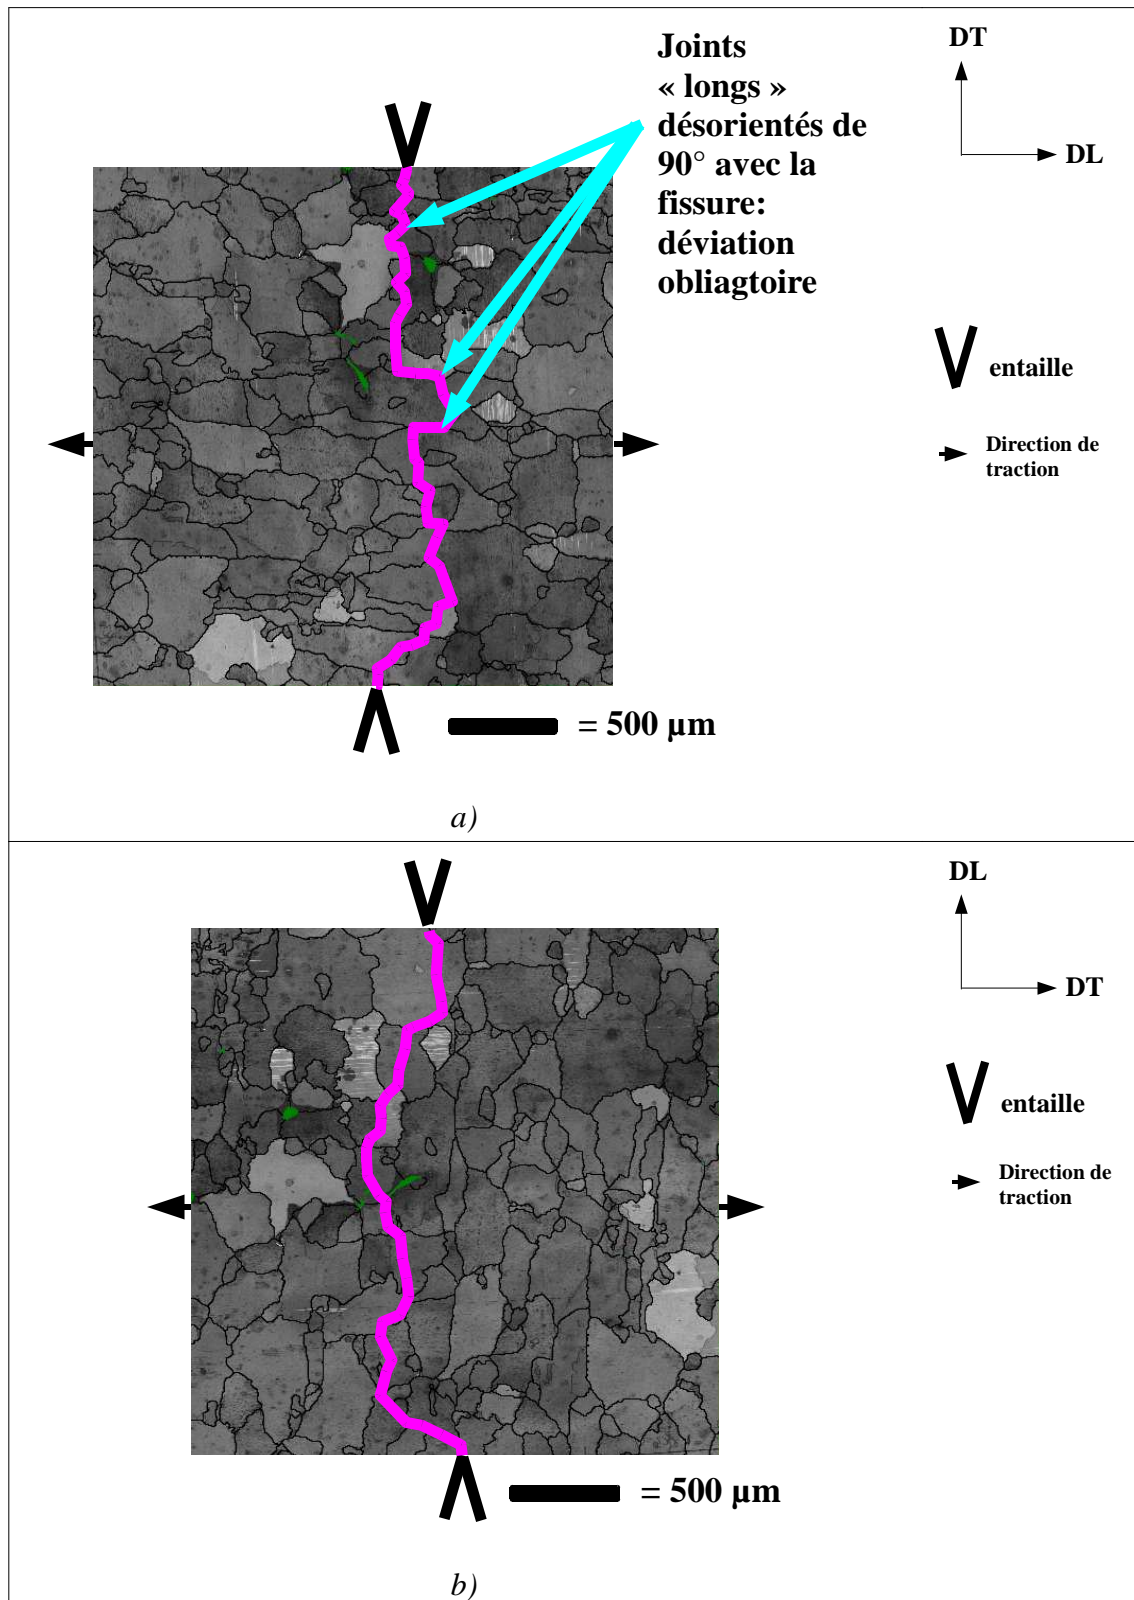 Joints
« longs »
désorientés de
90° avec la
fissure:
déviation
obliagtoire
DT
DL
entaille
Direction de
traction
= 500 µm
a)
DL
DT
entaille
Direction de
traction
= 500 µm
b)